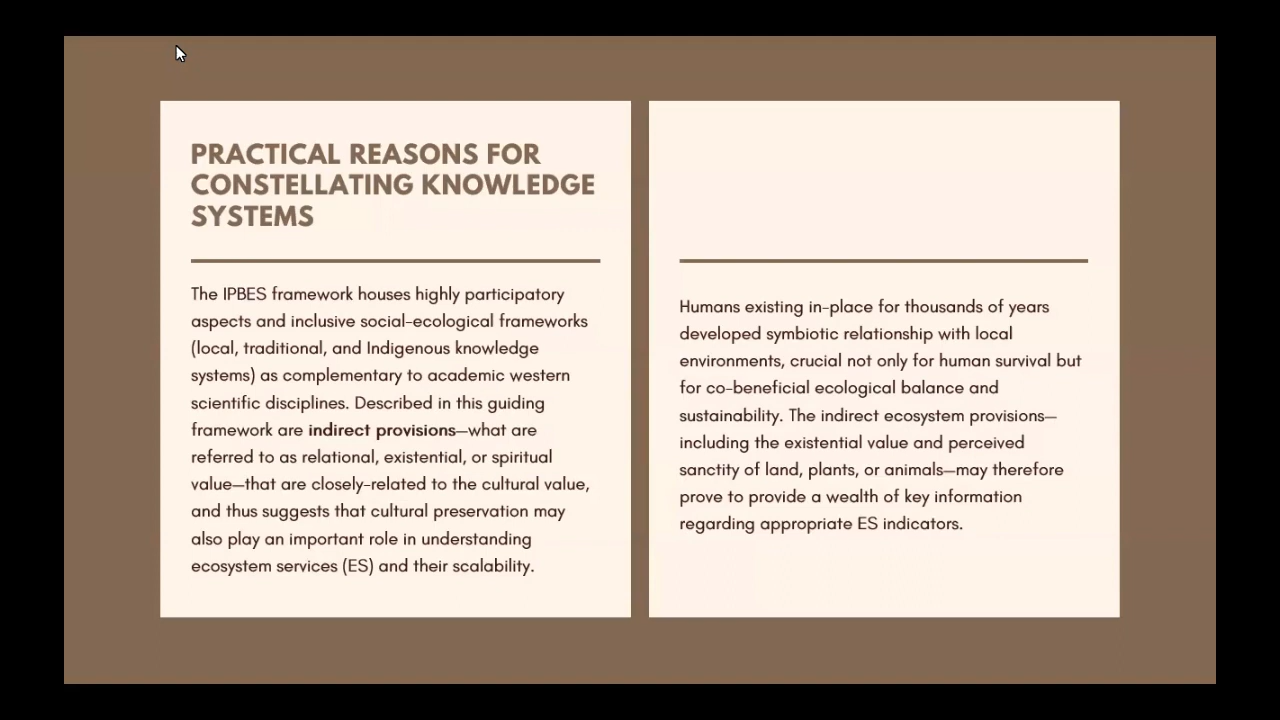 PRACTICAL REASONS FOR
CONSTELLATING KNOWLEDGE
SYSTEMS
The IPBES framework houses highly participatory
aspects and inclusive social-ecological frameworks
(local, traditional, and Indigenous knowledge
systems) as complementary to academic western
scientific disciplines. Described in this guiding
framework are indirect provisions—what are
referred to as relational, existential, or spiritual
value—that are closely-related to the cultural value,
and thus suggests that cultural preservation may
also play an important role in understanding
ecosystem services (ES) and their scalability.
Humans existing in-place for thousands of years
developed symbiotic relationship with local
environments, crucial not only for human survival but
for co-beneficial ecological balance and
sustainability. The indirect ecosystem provisions—
including the existential value and perceived
sanctity of land, plants, or animals—may therefore
prove to provide a wealth of key information
regarding appropriate ES indicators.